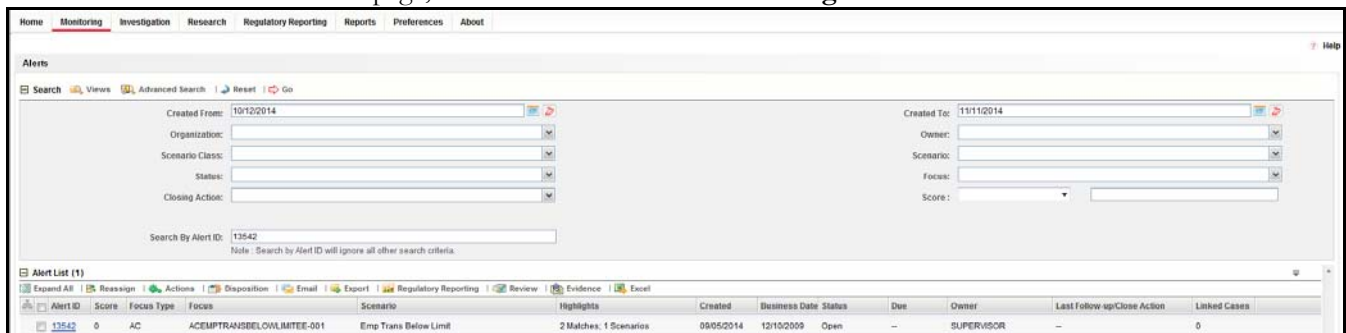 Home Monitoring Investigation Research Regulatory Reporting Reports Preferences About
? Help
Alerts
Search Views Advanced Search | Reset | Go
Created From: 10/12/2014 Created To: 11/11/2014
Organization: Owner:
Scenario Class: Scenario:
Status: Focus:
Closing Action: Score :
Search By Alert ID: 13542
Note : Search by Alert ID will ignore all other search criteria.
Alert List (1)
Expand All | Reassign | Actions | Disposition | Email | Export | Regulatory Reporting | Review | Evidence | Excel
Alert ID Score Focus Type Focus Scenario Highlights Created Business Date Status Due Owner Last Follow-up/Close Action Linked Cases
13542 0 AC ACEMPTRANSBELOWLIMITEE-001 Emp Trans Below Limit 2 Matches; 1 Scenarios 09/05/2014 12/10/2009 Open -- SUPERVISOR -- 0